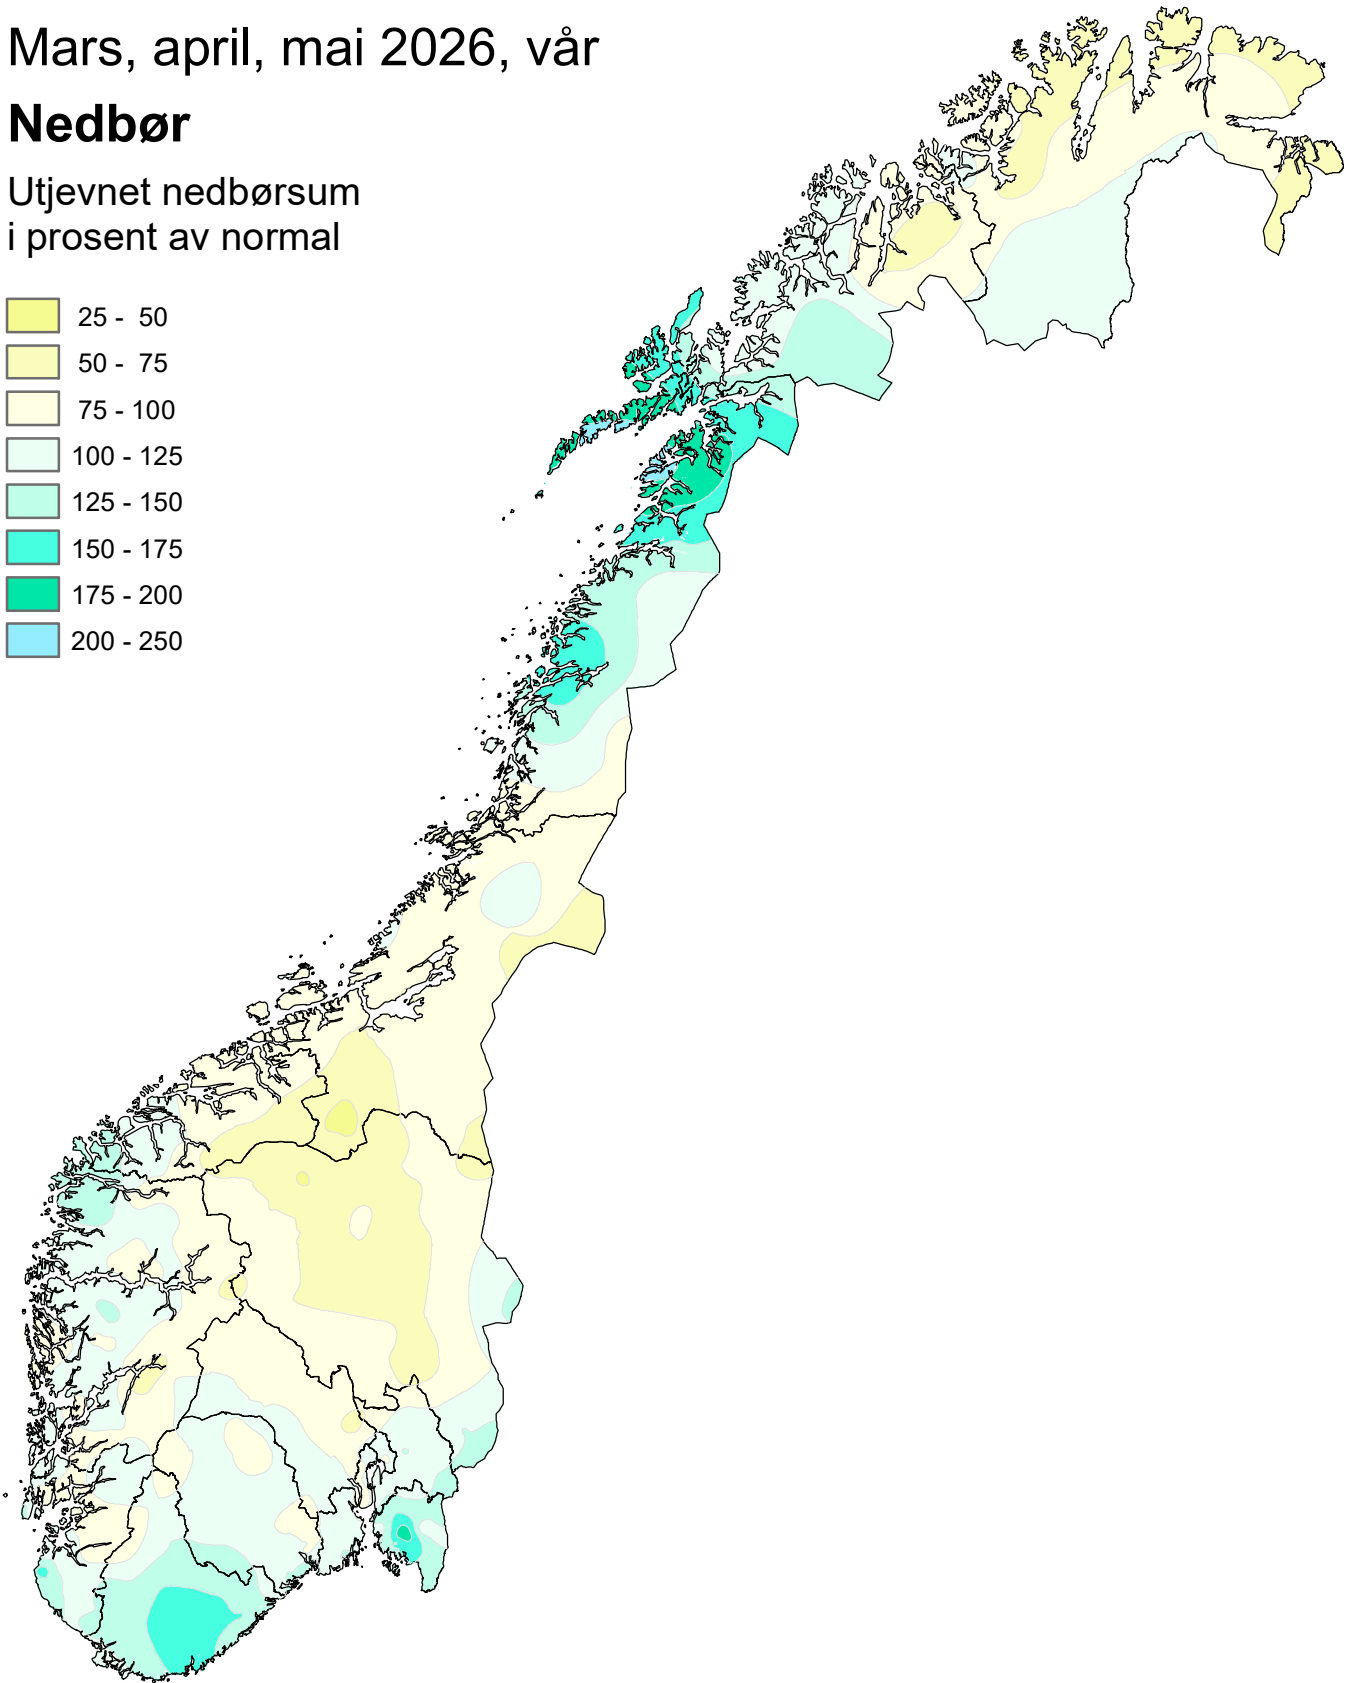 Mars, april, mai 2026, vår
Nedbør
Utjevnet nedbørsum
i prosent av normal
25 - 50
50 - 75
75 - 100
100 - 125
125 - 150
150 - 175
175 - 200
200 - 250